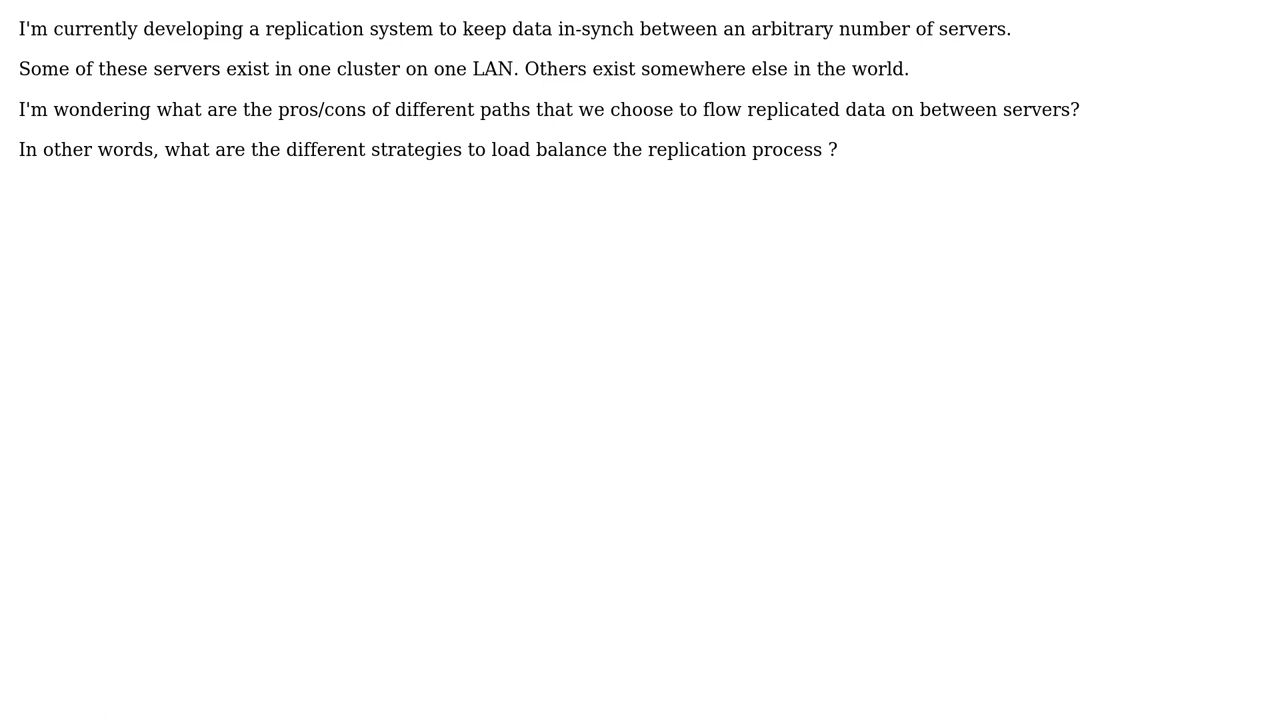 I'm currently developing a replication system to keep data in-synch between an arbitrary number of servers.
Some of these servers exist in one cluster on one LAN. Others exist somewhere else in the world.
I'm wondering what are the pros/cons of different paths that we choose to flow replicated data on between servers?
In other words, what are the different strategies to load balance the replication process ?